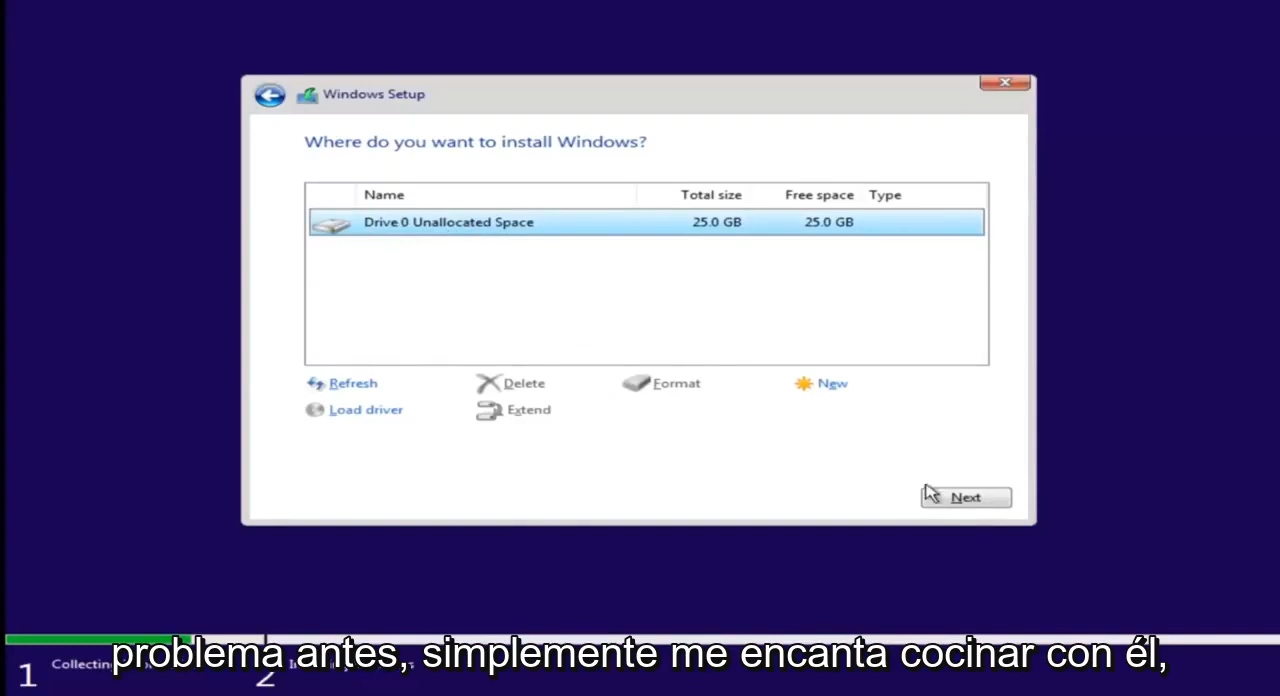 Windows Setup
Where do you want to install Windows?
Name Total size Free space Type
Drive 0 Unallocated Space 25.0 GB 25.0 GB
Refresh Delete Format New
Load driver Extend
Next
problema antes, simplemente me encanta cocinar con él,
1 Collecting 2